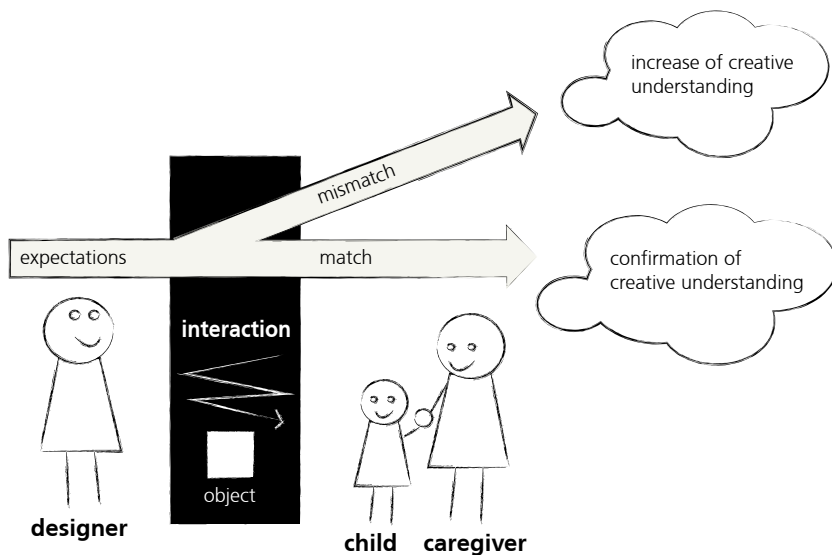 increase of creative
understanding
mismatch
expectations
match
confirmation of
creative understanding
interaction
object
designer
child
caregiver